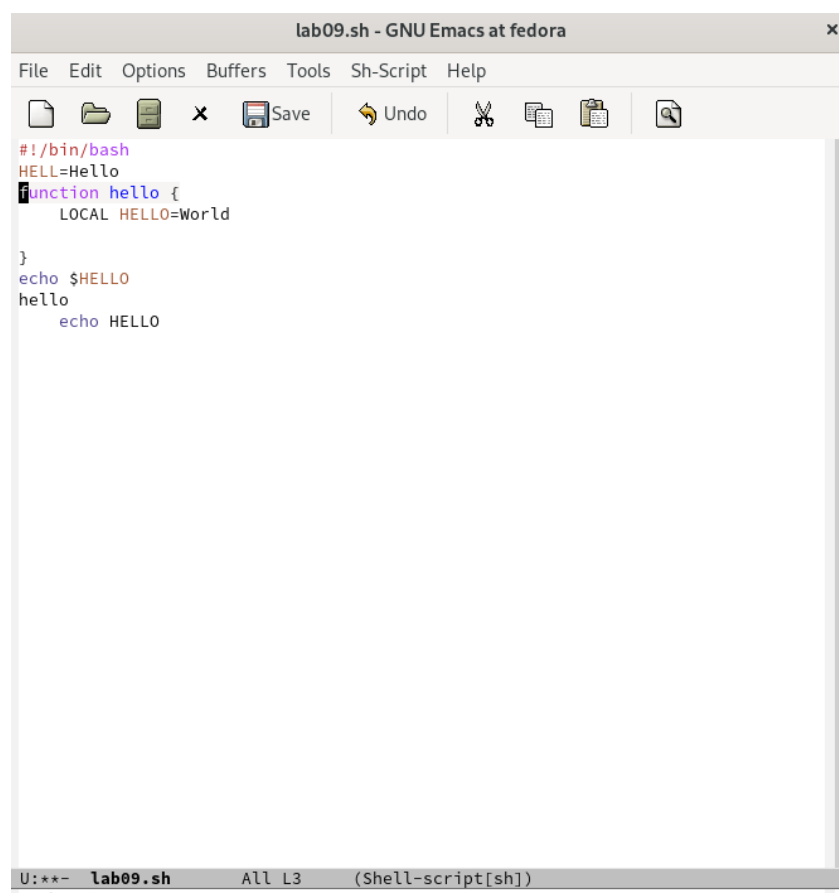 lab09.sh - GNU Emacs at fedora ×
File Edit Options Buffers Tools Sh-Script Help
Save Undo
#!/bin/bash
HELL=Hello
function hello {
    LOCAL HELLO=World
}
echo $HELLO
hello
    echo HELLO
U:**- lab09.sh All L3 (Shell-script[sh])